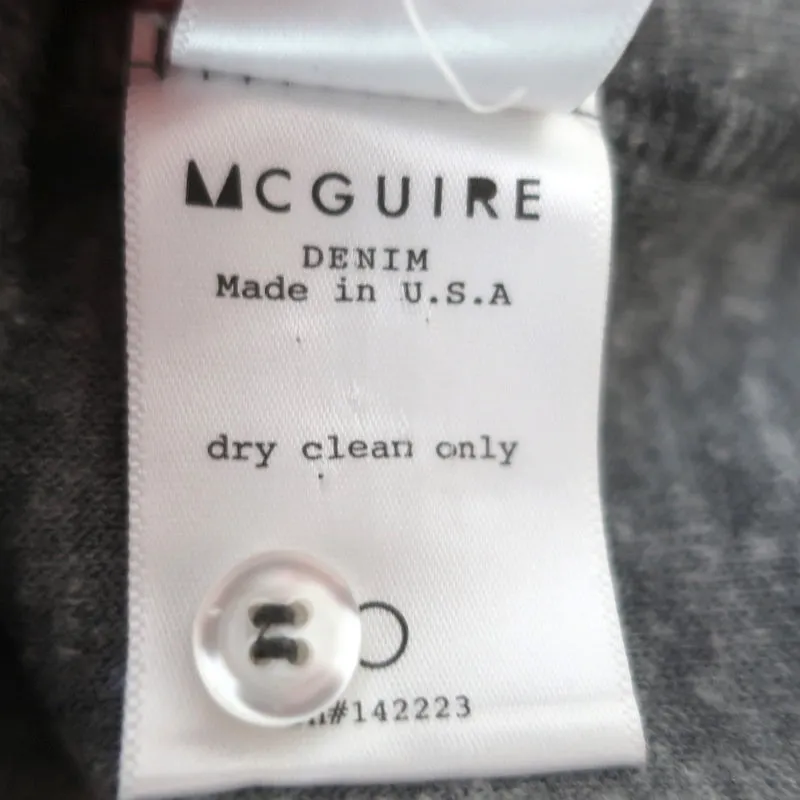 MCGUIRE
DENIM
Made in U.S.A
dry clean only
n#142223